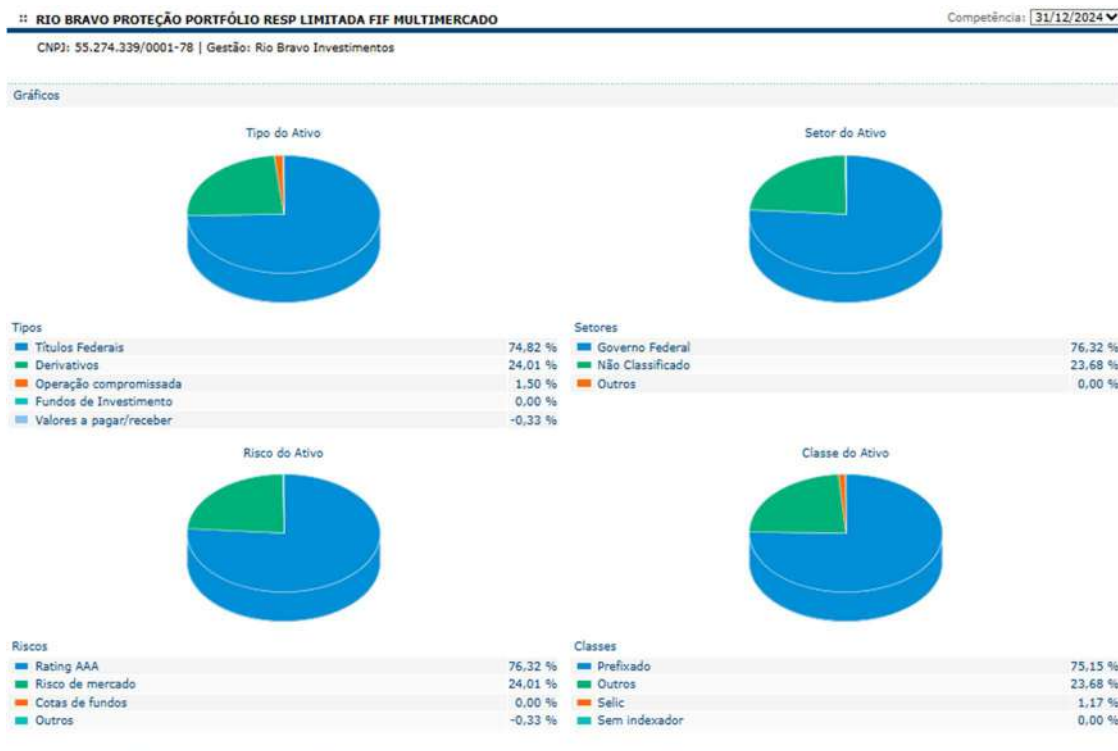 :: RIO BRAVO PROTEÇÃO PORTFÓLIO RESP LIMITADA FIF MULTIMERCADO
Competência: 31/12/2024
CNPJ: 55.274.339/0001-78 | Gestão: Rio Bravo Investimentos
Gráficos
Tipo do Ativo
Tipos
Títulos Federais 74,82 %
Derivativos 24,01 %
Operação compromissada 1,50 %
Fundos de Investimento 0,00 %
Valores a pagar/receber -0,33 %
Setor do Ativo
Setores
Governo Federal 76,32 %
Não Classificado 23,68 %
Outros 0,00 %
Risco do Ativo
Riscos
Rating AAA 76,32 %
Risco de mercado 24,01 %
Cotas de fundos 0,00 %
Outros -0,33 %
Classe do Ativo
Classes
Prefixado 75,15 %
Outros 23,68 %
Selic 1,17 %
Sem indexador 0,00 %